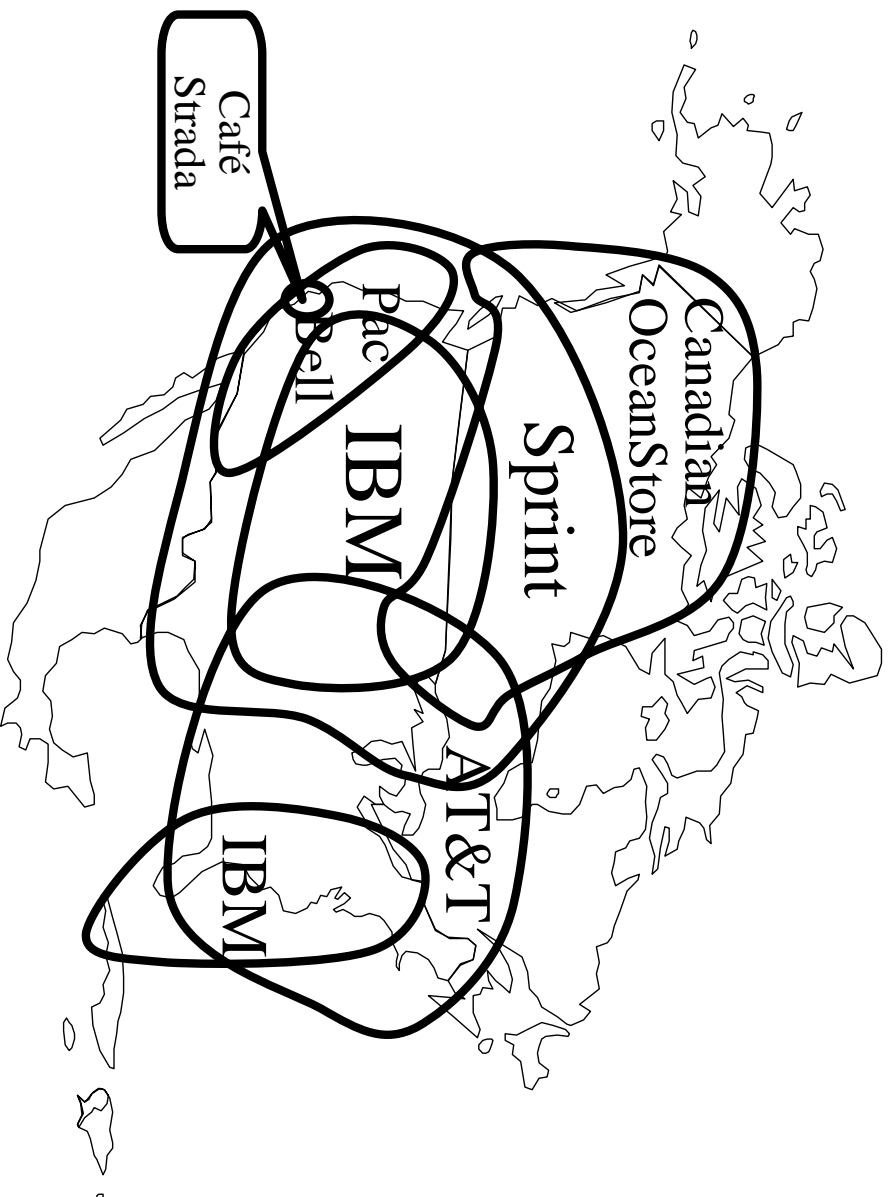 Canadian
OceanStore
Sprint
AT&T
IBM
Pac
Bell
IBM
Café
Strada